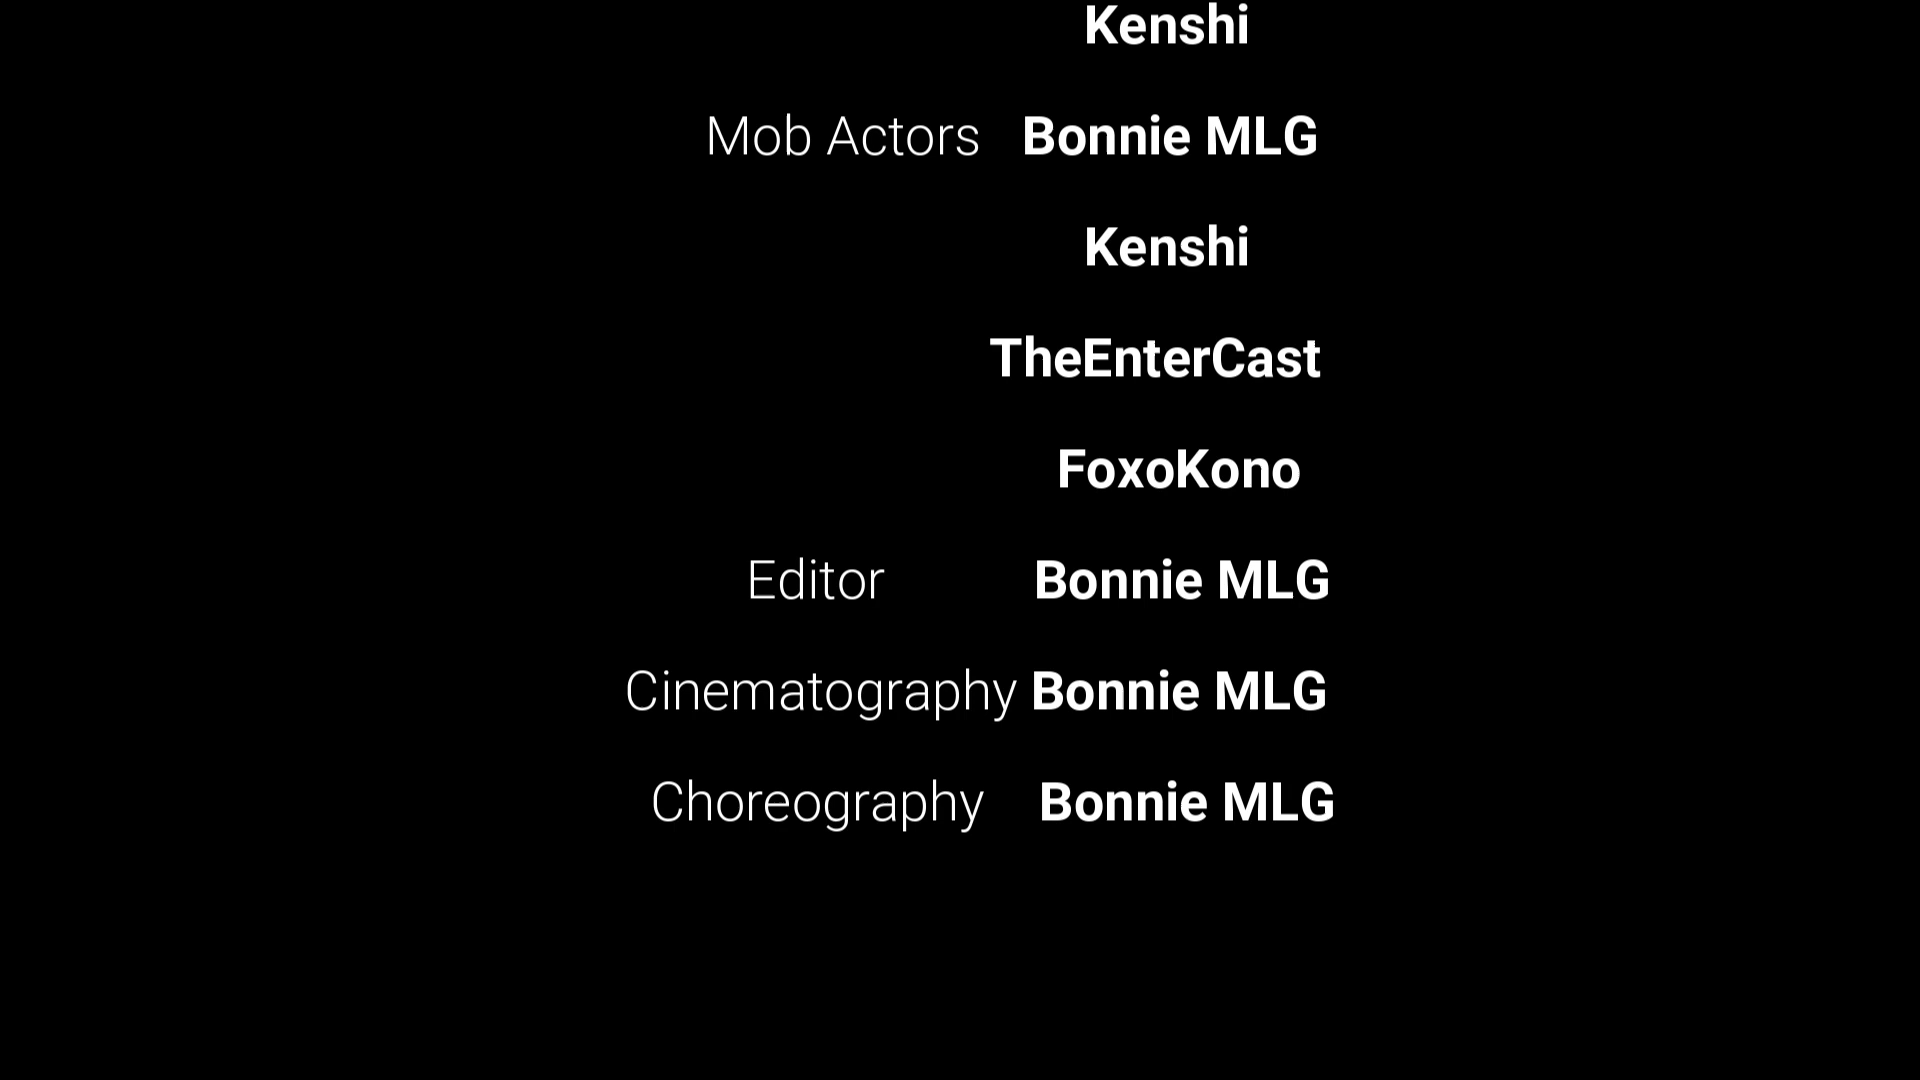 Kenshi
Mob Actors Bonnie MLG
Kenshi
TheEnterCast
FoxoKono
Editor Bonnie MLG
Cinematography Bonnie MLG
Choreography Bonnie MLG